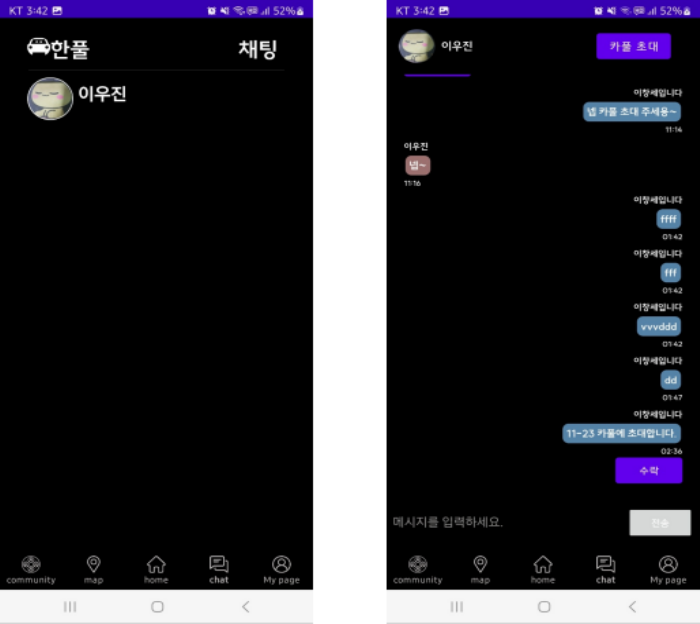 KT 3:42
52%
한풀
채팅
이우진
community
map
home
chat
My page
KT 3:42
52%
이우진
카풀 초대
이창세입니다
넵 카풀 초대 주세용~
11:14
이우진
넵~
11:16
이창세입니다
ffff
01:42
이창세입니다
fff
01:42
이창세입니다
vvvddd
01:42
이창세입니다
dd
01:47
이창세입니다
11-23 카풀에 초대합니다.
02:36
수락
메시지를 입력하세요.
전송
community
map
home
chat
My page